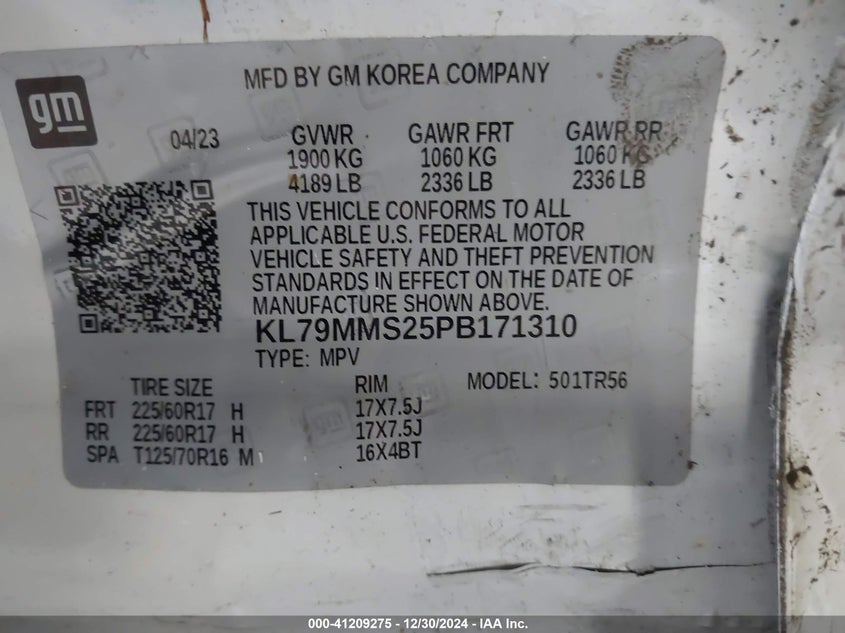 gm
MFD BY GM KOREA COMPANY
04/23 GVWR GAWR FRT GAWR RR
1900 KG 1060 KG 1060 KG
4189 LB 2336 LB 2336 LB
THIS VEHICLE CONFORMS TO ALL
APPLICABLE U.S. FEDERAL MOTOR
VEHICLE SAFETY AND THEFT PREVENTION
STANDARDS IN EFFECT ON THE DATE OF
MANUFACTURE SHOWN ABOVE.
KL79MMS25PB171310
TYPE: MPV
TIRE SIZE RIM MODEL: 501TR56
FRT 225/60R17 H 17X7.5J
RR 225/60R17 H 17X7.5J
SPA T125/70R16 M 16X4BT
000-41209275 - 12/30/2024 - IAA Inc.